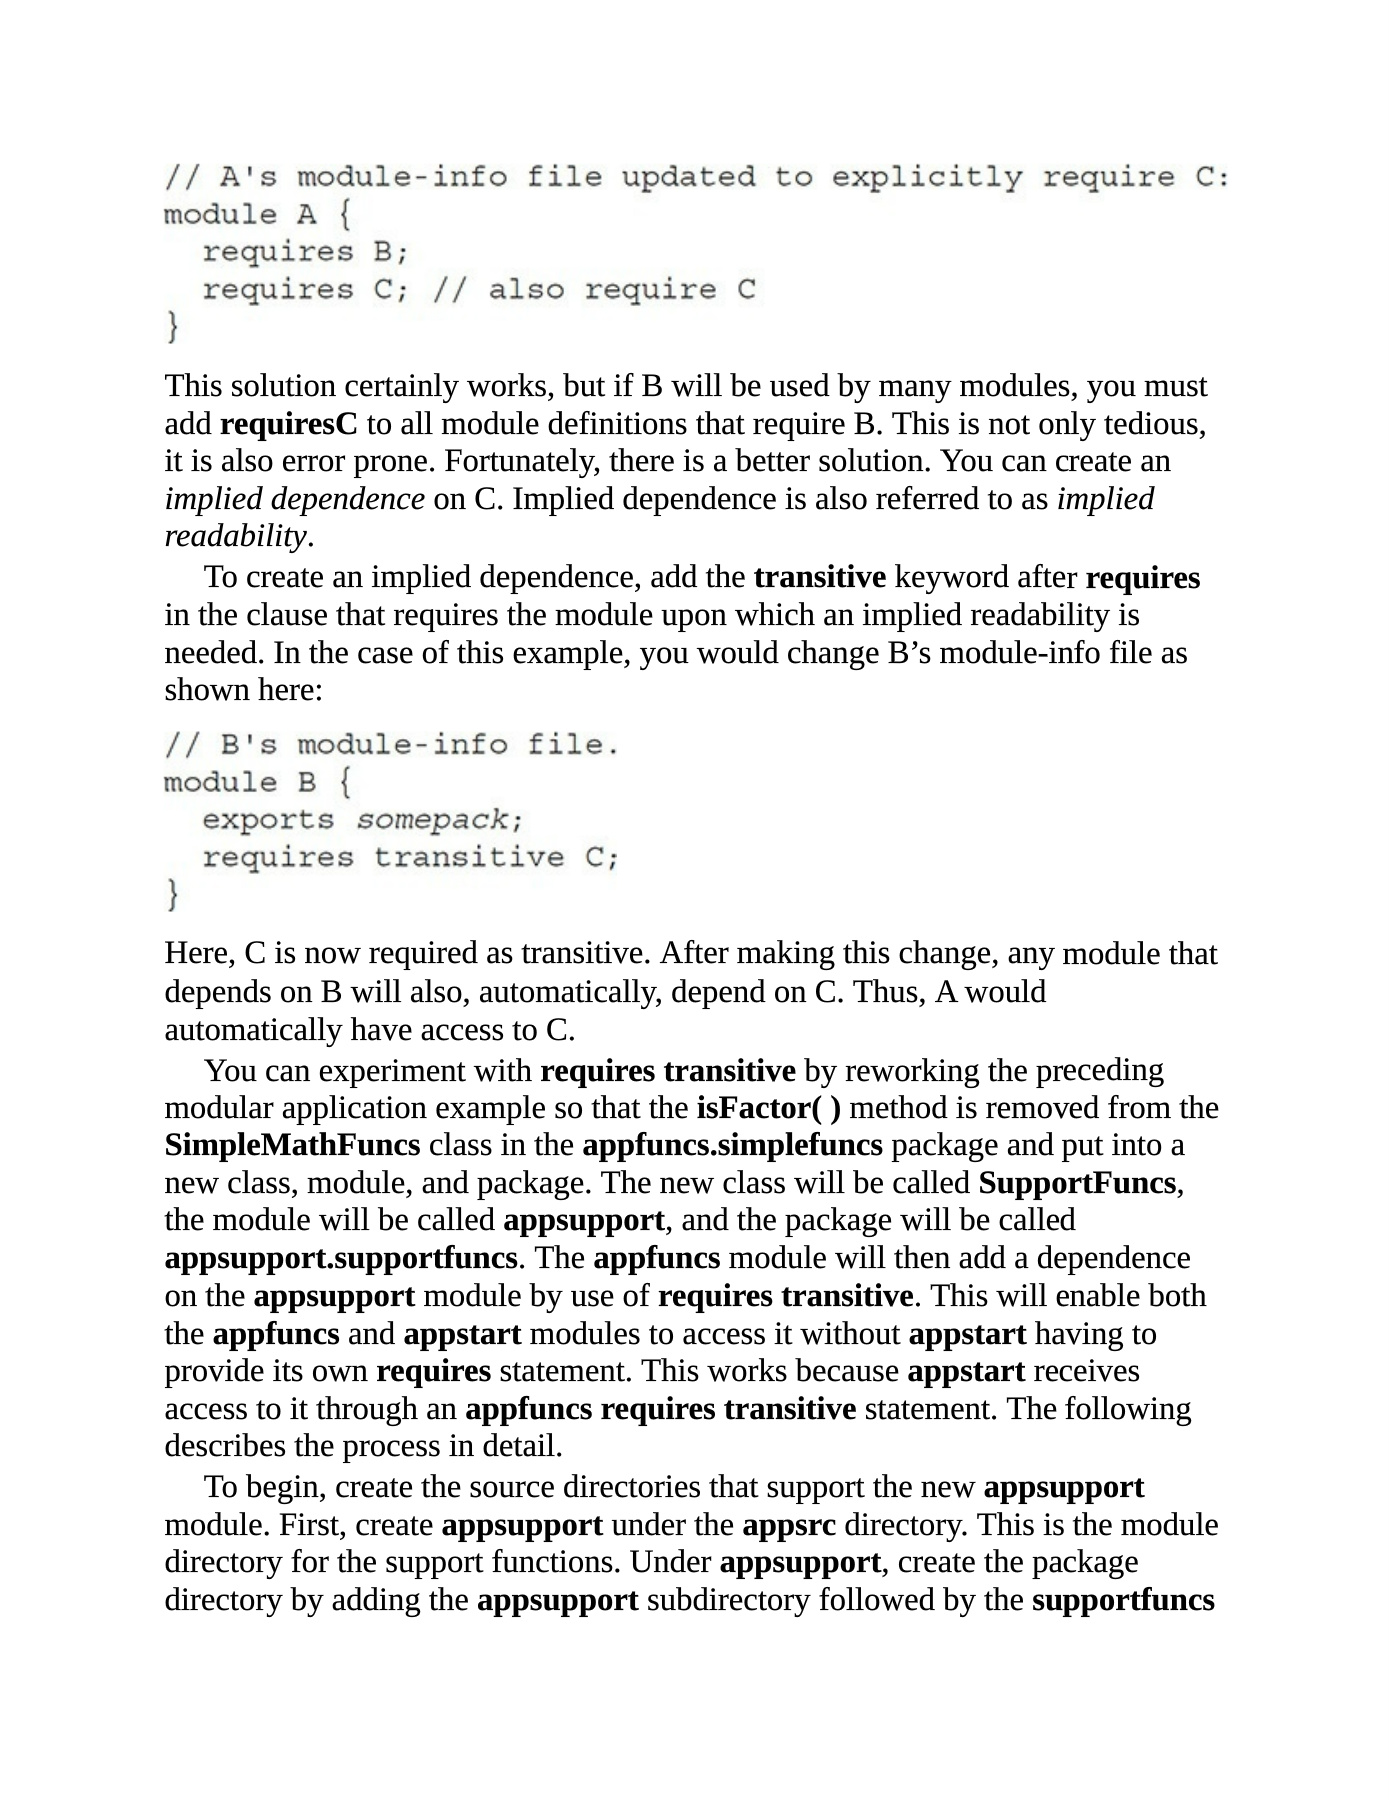 // A's module-info file updated to explicitly require C:
module A {
  requires B;
  requires C; // also require C
}
This solution certainly works, but if B will be used by many modules, you must
add requiresC to all module definitions that require B. This is not only tedious,
it is also error prone. Fortunately, there is a better solution. You can create an
implied dependence on C. Implied dependence is also referred to as implied
readability.
To create an implied dependence, add the transitive keyword after requires
in the clause that requires the module upon which an implied readability is
needed. In the case of this example, you would change B’s module-info file as
shown here:
// B's module-info file.
module B {
  exports somepack;
  requires transitive C;
}
Here, C is now required as transitive. After making this change, any module that
depends on B will also, automatically, depend on C. Thus, A would
automatically have access to C.
You can experiment with requires transitive by reworking the preceding
modular application example so that the isFactor( ) method is removed from the
SimpleMathFuncs class in the appfuncs.simplefuncs package and put into a
new class, module, and package. The new class will be called SupportFuncs,
the module will be called appsupport, and the package will be called
appsupport.supportfuncs. The appfuncs module will then add a dependence
on the appsupport module by use of requires transitive. This will enable both
the appfuncs and appstart modules to access it without appstart having to
provide its own requires statement. This works because appstart receives
access to it through an appfuncs requires transitive statement. The following
describes the process in detail.
To begin, create the source directories that support the new appsupport
module. First, create appsupport under the appsrc directory. This is the module
directory for the support functions. Under appsupport, create the package
directory by adding the appsupport subdirectory followed by the supportfuncs